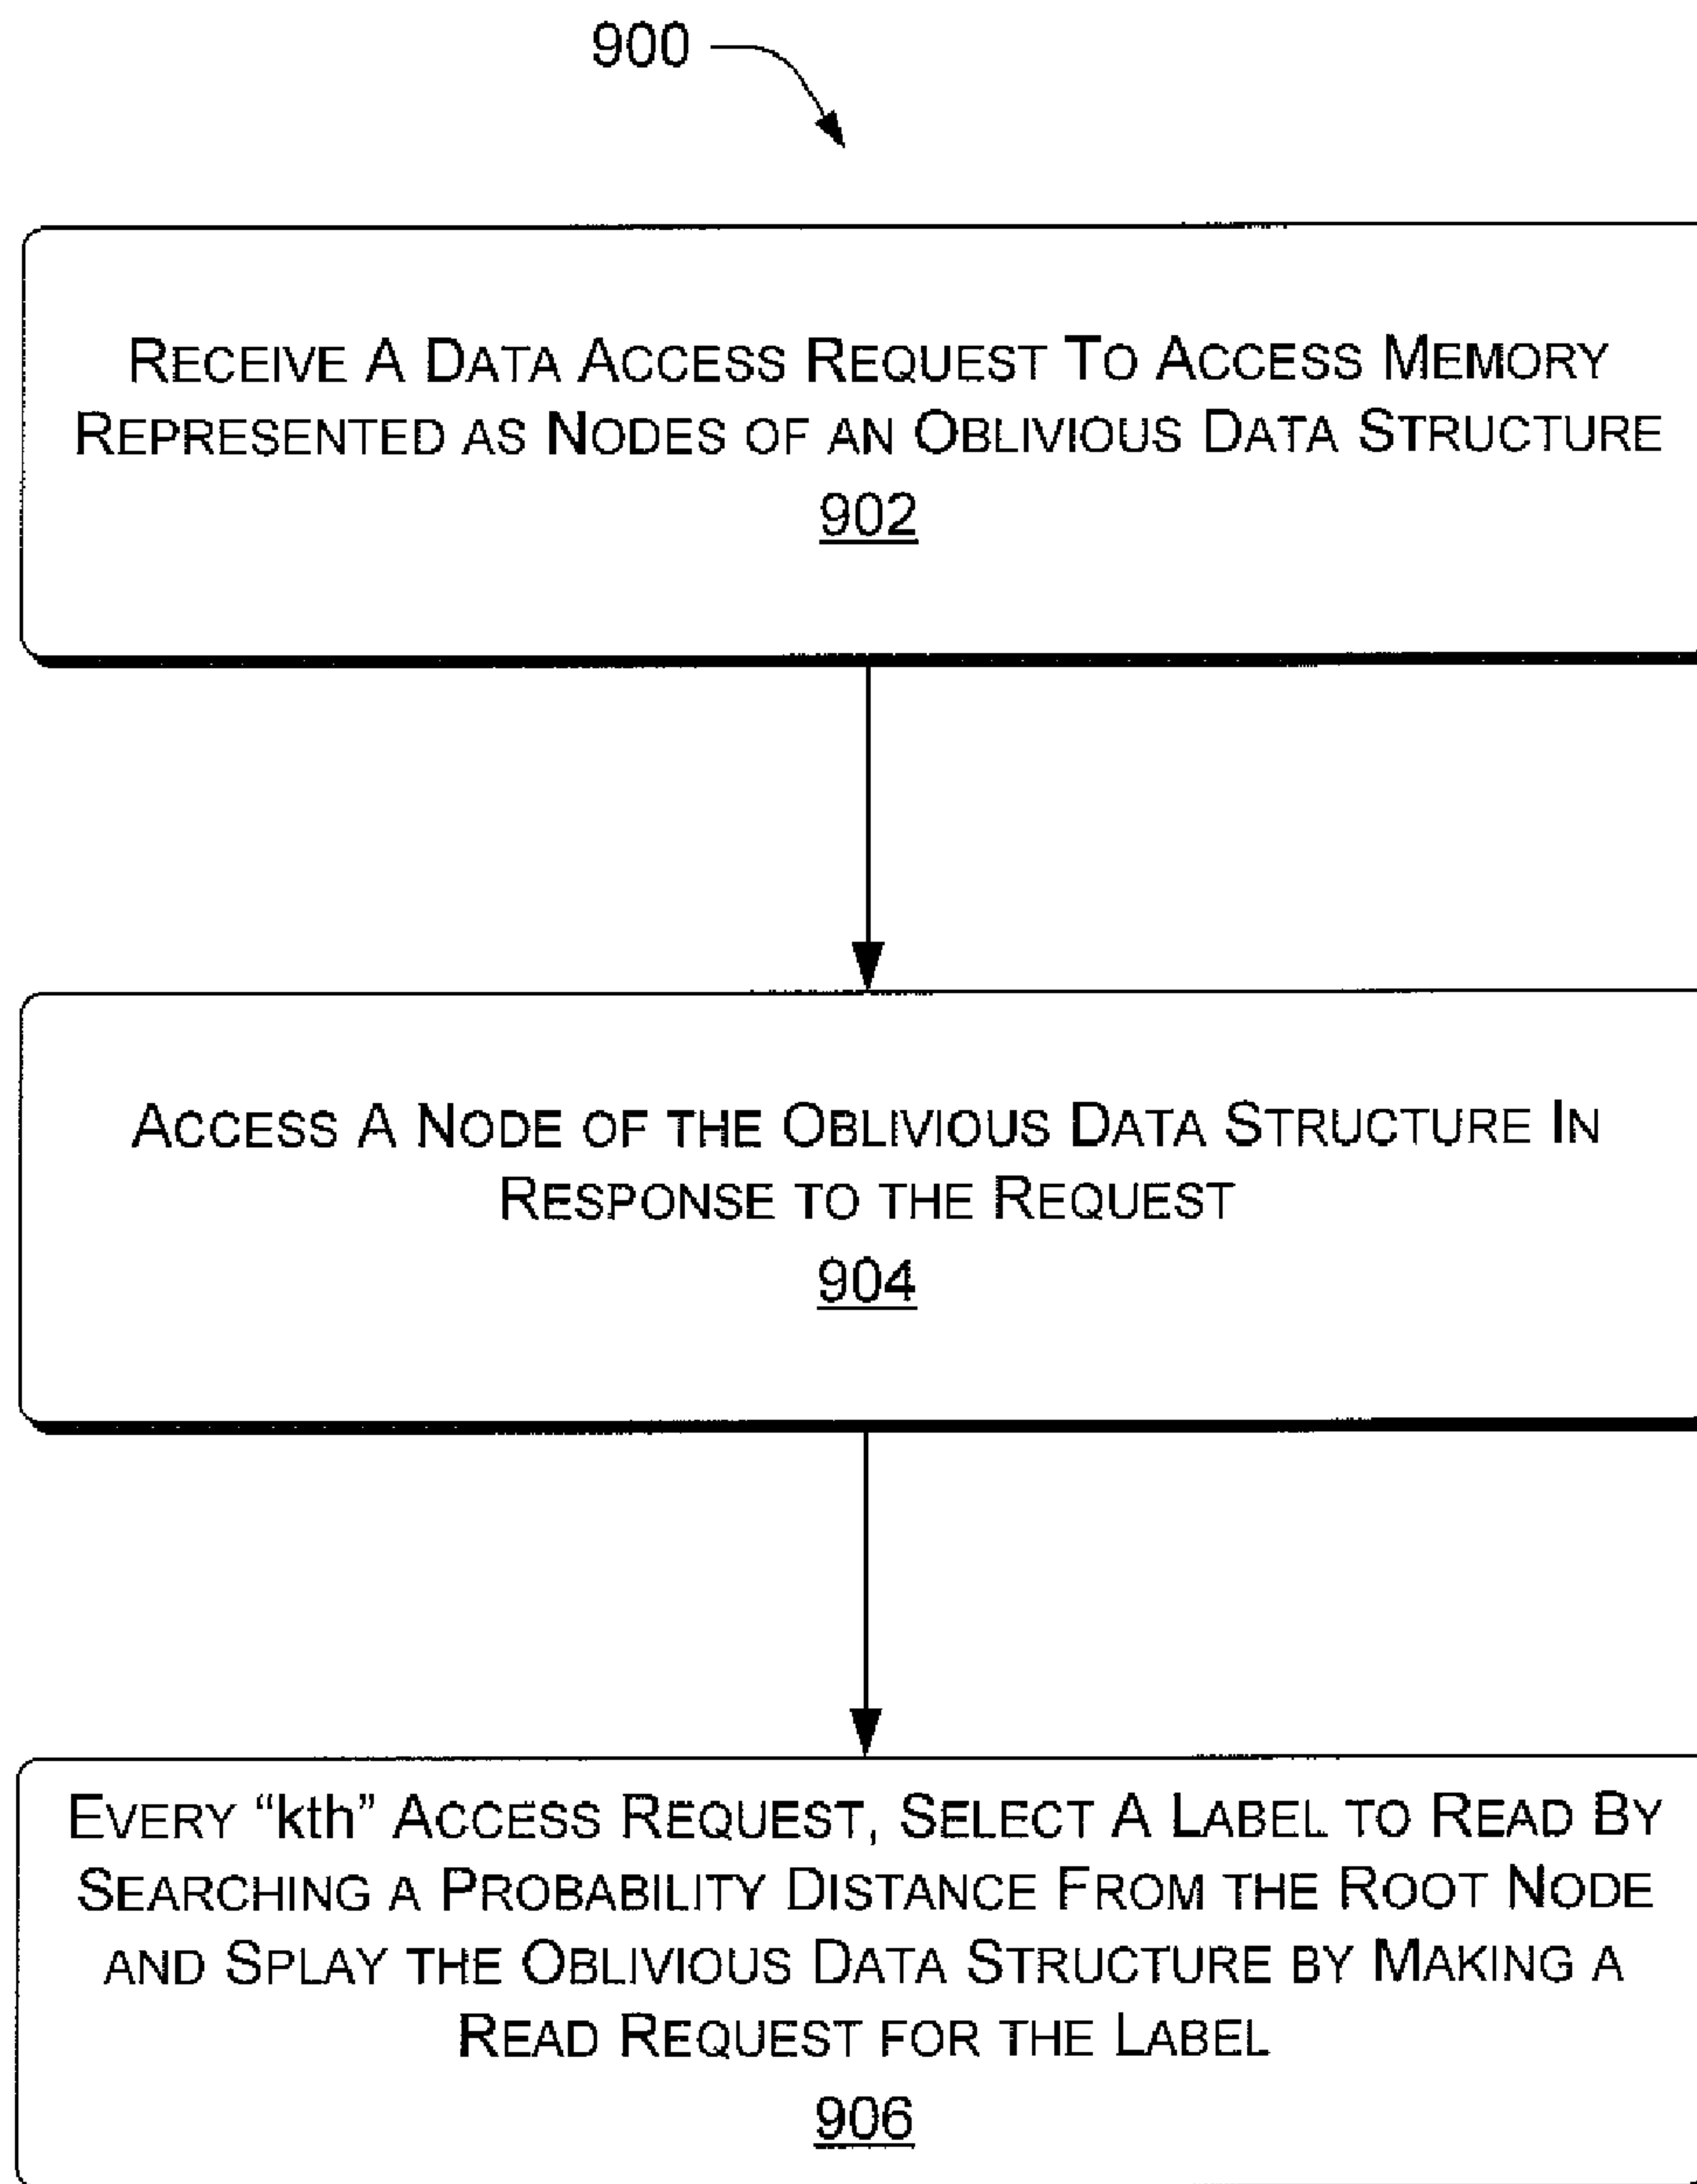 900
RECEIVE A DATA ACCESS REQUEST TO ACCESS MEMORY
REPRESENTED AS NODES OF AN OBLIVIOUS DATA STRUCTURE
902
ACCESS A NODE OF THE OBLIVIOUS DATA STRUCTURE IN
RESPONSE TO THE REQUEST
904
EVERY “kth” ACCESS REQUEST, SELECT A LABEL TO READ BY
SEARCHING A PROBABILITY DISTANCE FROM THE ROOT NODE
AND SPLAY THE OBLIVIOUS DATA STRUCTURE BY MAKING A
READ REQUEST FOR THE LABEL
906